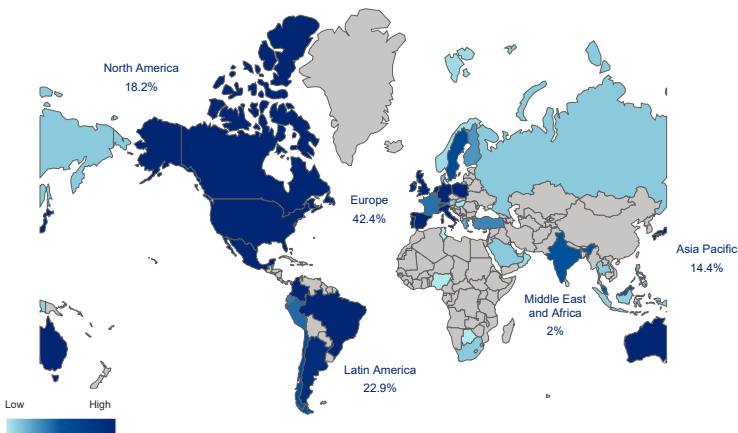 North America
18.2%
Europe
42.4%
Asia Pacific
14.4%
Middle East
and Africa
2%
Latin America
22.9%
Low
High